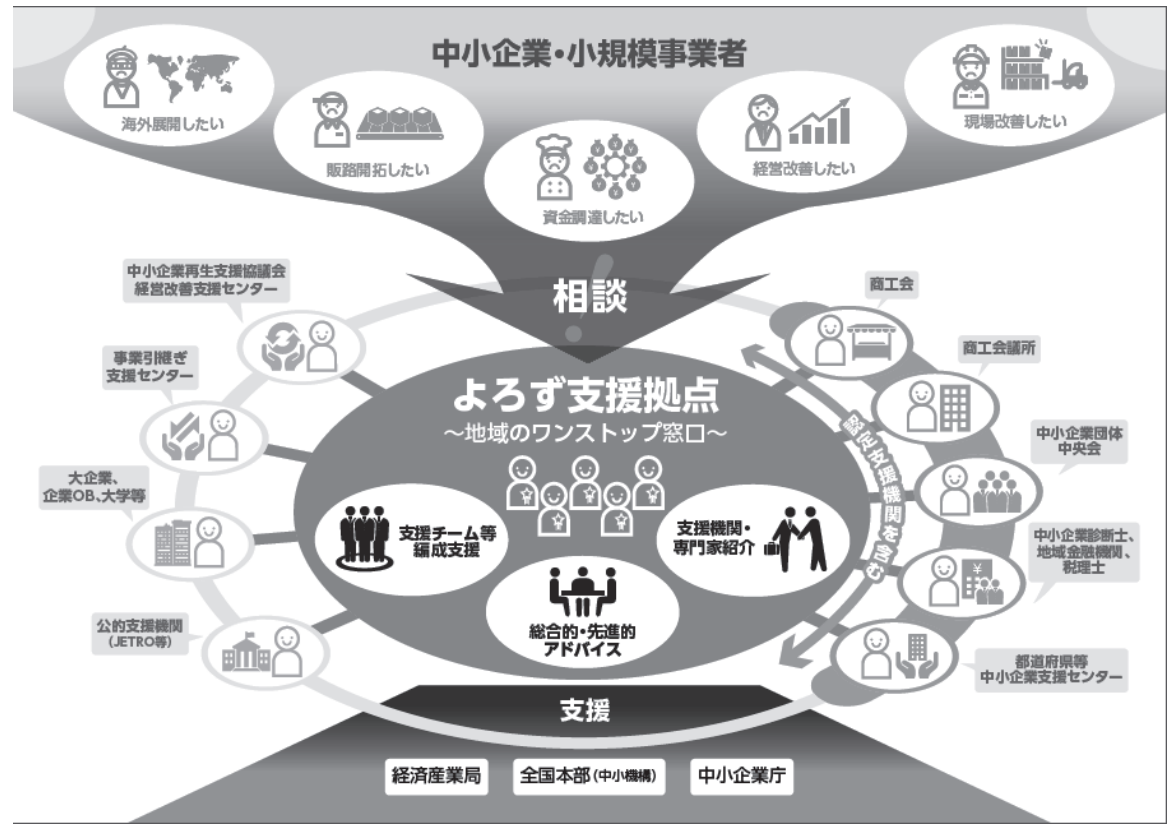 中小企業・小規模事業者
海外展開したい
販路開拓したい
資金調達したい
経営改善したい
現場改善したい
相談
中小企業再生支援協議会
経営改善支援センター
事業引継ぎ
支援センター
大企業、
企業OB、大学等
公的支援機関
(JETRO等)
よろず支援拠点
～地域のワンストップ窓口～
支援チーム等
編成支援
総合的・先進的
アドバイス
支援機関・
専門家紹介
認定支援機関を含む
商工会
商工会議所
中小企業団体
中央会
中小企業診断士、
地域金融機関、
税理士
¥
都道府県等
中小企業支援センター
支援
経済産業局
全国本部(中小機構)
中小企業庁